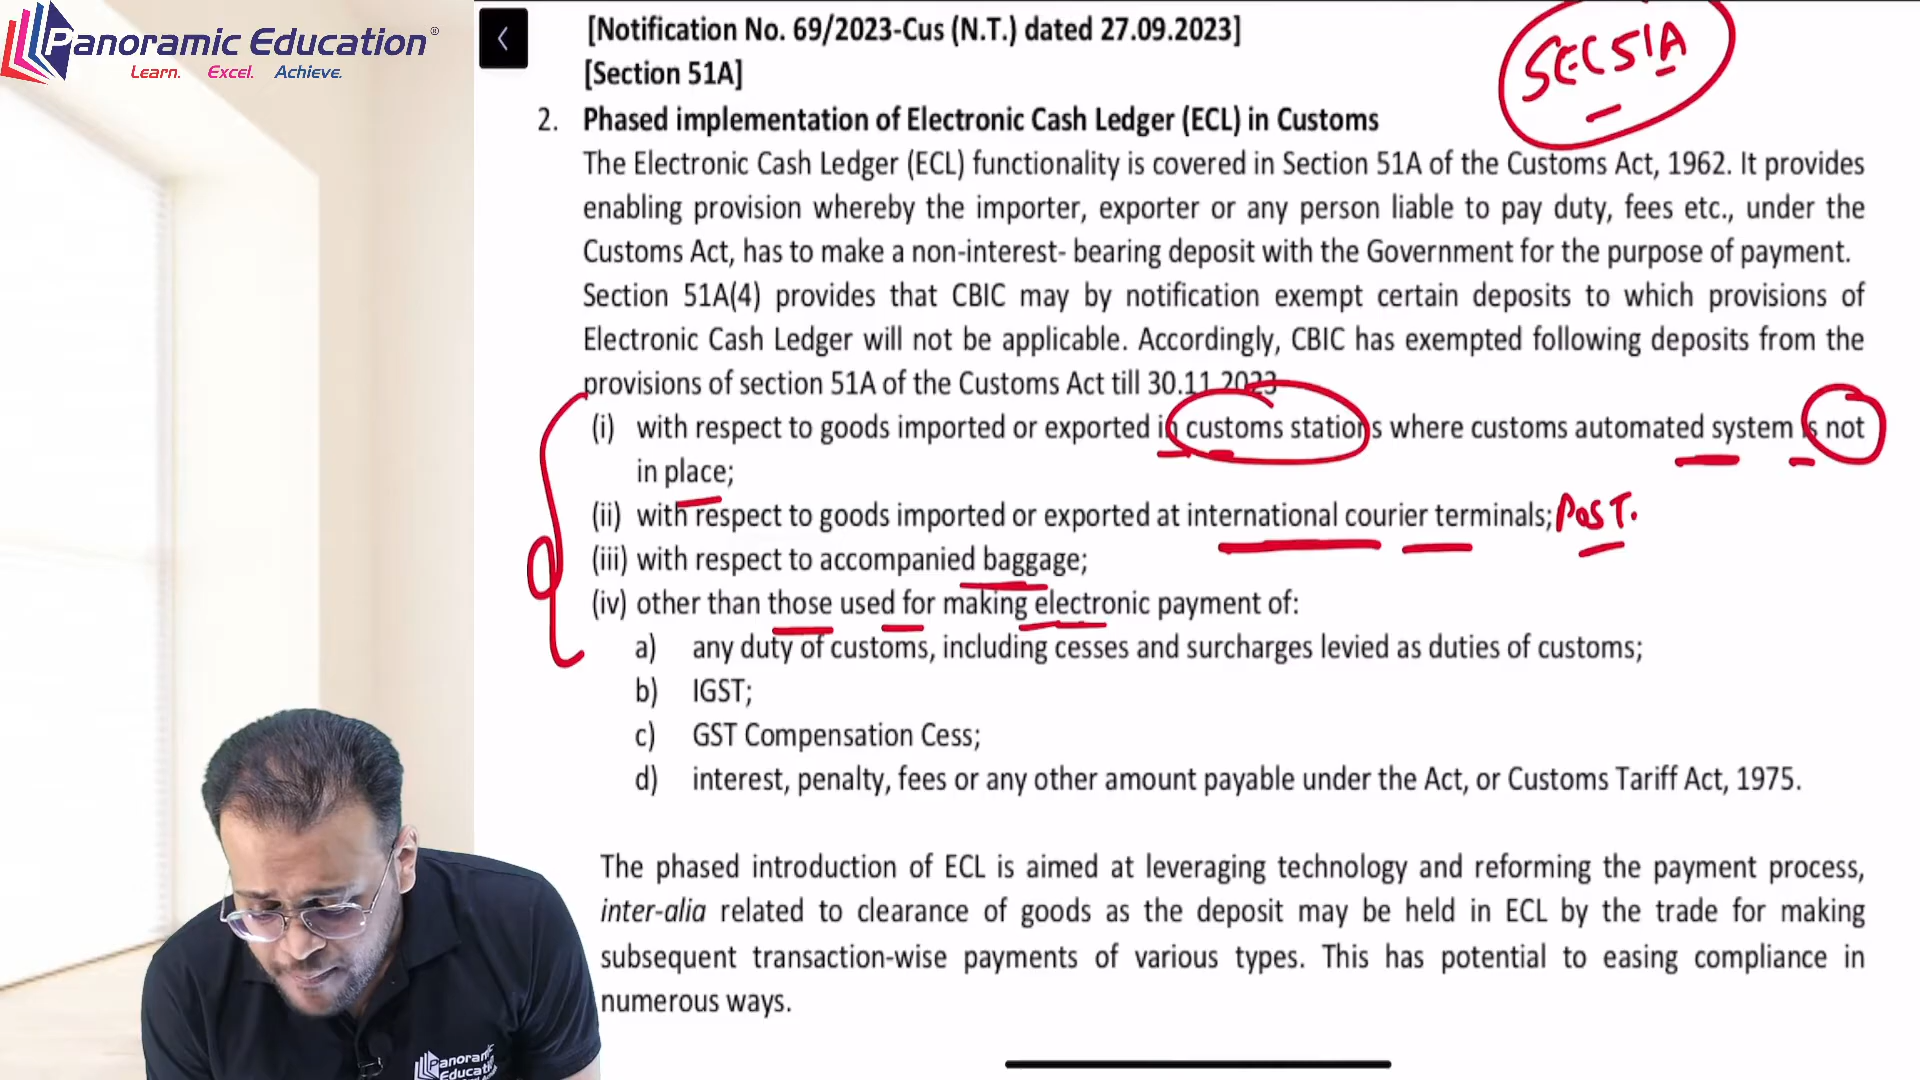 Panoramic Education®
Learn. Excel. Achieve.
[Notification No. 69/2023-Cus (N.T.) dated 27.09.2023]
[Section 51A]
SEC 51A
2. Phased implementation of Electronic Cash Ledger (ECL) in Customs
The Electronic Cash Ledger (ECL) functionality is covered in Section 51A of the Customs Act, 1962. It provides
enabling provision whereby the importer, exporter or any person liable to pay duty, fees etc., under the
Customs Act, has to make a non-interest- bearing deposit with the Government for the purpose of payment.
Section 51A(4) provides that CBIC may by notification exempt certain deposits to which provisions of
Electronic Cash Ledger will not be applicable. Accordingly, CBIC has exempted following deposits from the
provisions of section 51A of the Customs Act till 30.11.2023
(i) with respect to goods imported or exported in customs stations where customs automated system is not
in place;
(ii) with respect to goods imported or exported at international courier terminals; POST.
(iii) with respect to accompanied baggage;
(iv) other than those used for making electronic payment of:
a) any duty of customs, including cesses and surcharges levied as duties of customs;
b) IGST;
c) GST Compensation Cess;
d) interest, penalty, fees or any other amount payable under the Act, or Customs Tariff Act, 1975.
The phased introduction of ECL is aimed at leveraging technology and reforming the payment process,
inter-alia related to clearance of goods as the deposit may be held in ECL by the trade for making
subsequent transaction-wise payments of various types. This has potential to easing compliance in
numerous ways.
Panoramic